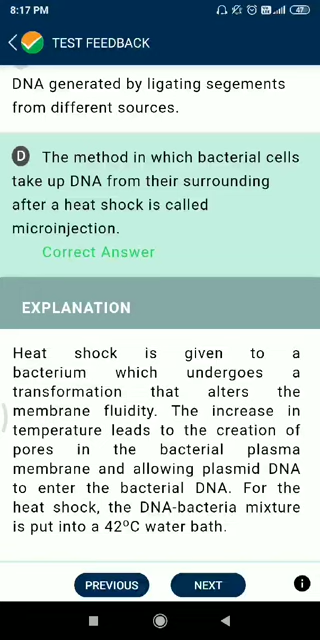 8:17 PM
47
TEST FEEDBACK
DNA generated by ligating segements
from different sources.
D The method in which bacterial cells
take up DNA from their surrounding
after a heat shock is called
microinjection.
Correct Answer
EXPLANATION
Heat shock is given to a
bacterium which undergoes a
transformation that alters the
membrane fluidity. The increase in
temperature leads to the creation of
pores in the bacterial plasma
membrane and allowing plasmid DNA
to enter the bacterial DNA. For the
heat shock, the DNA-bacteria mixture
is put into a 42ºC water bath.
PREVIOUS NEXT